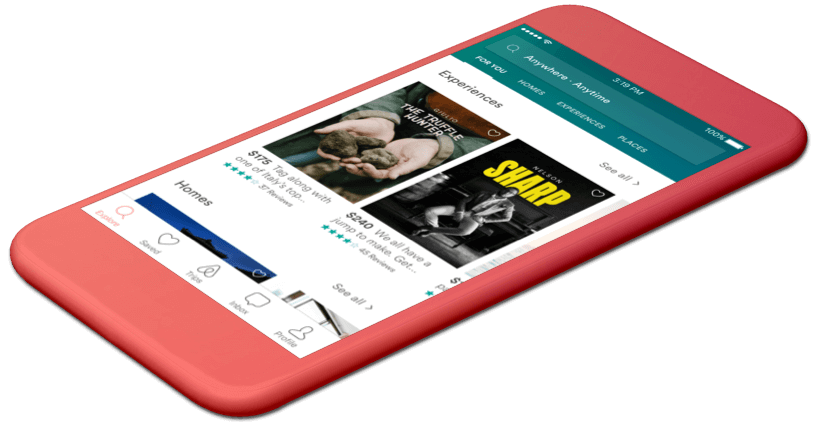 3:19 PM
100%
Anywhere · Anytime
FOR YOU
HOMES
EXPERIENCES
PLACES
Experiences
See all
GIULIO
THE TRUFFLE
HUNTER
$175 Tag along with
one of Italy's top...
37 Reviews
NELSON
SHARP
$240 We all have a
jump to make. Get...
45 Reviews
$
Pa
Homes
See all
Explore
Saved
Trips
Inbox
Profile